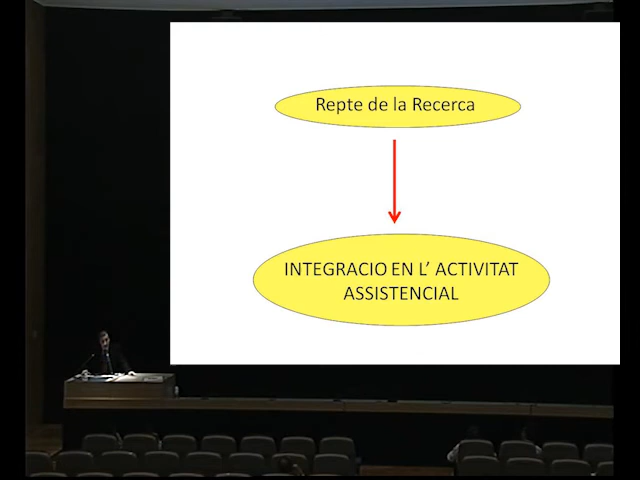 Repte de la Recerca
INTEGRACIO EN L’ ACTIVITAT
ASSISTENCIAL